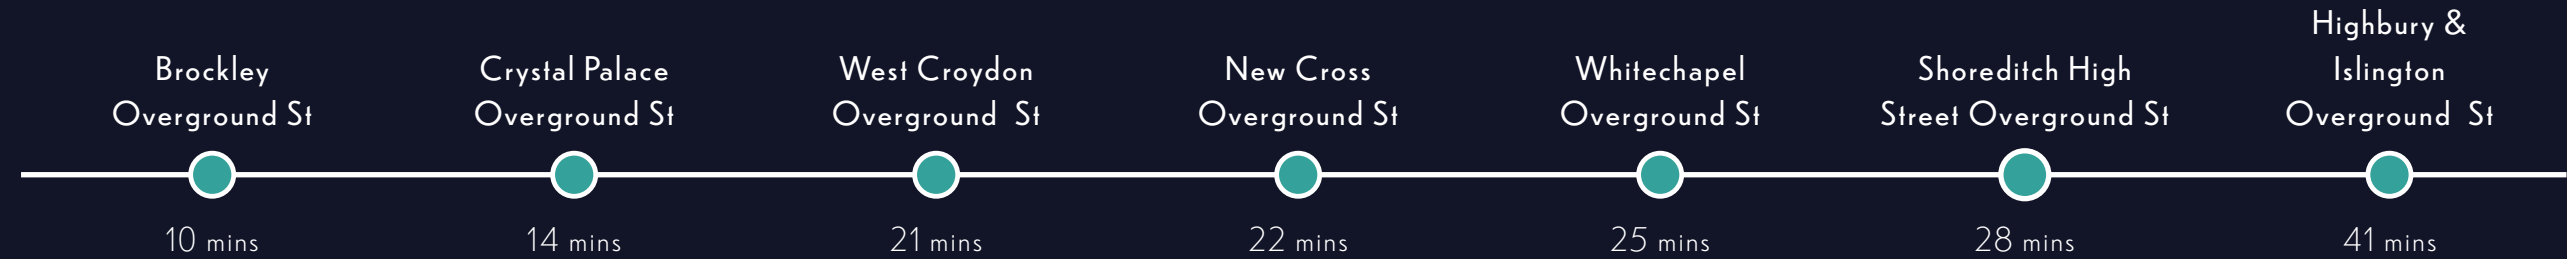 Brockley
Overground St
10 mins
Crystal Palace
Overground St
14 mins
West Croydon
Overground St
21 mins
New Cross
Overground St
22 mins
Whitechapel
Overground St
25 mins
Shoreditch High
Street Overground St
28 mins
Highbury &
Islington
Overground St
41 mins